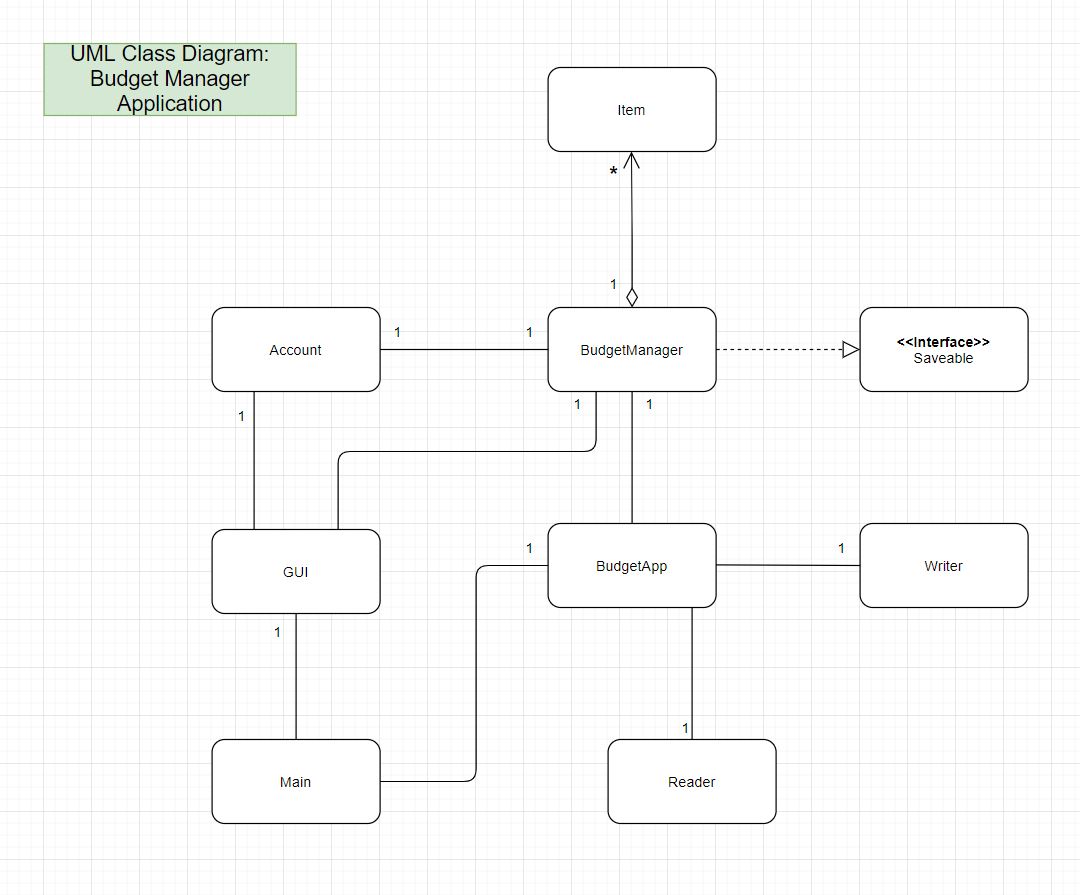 UML Class Diagram:
Budget Manager
Application
Item
*
1
Account
1
1
BudgetManager
<<Interface>>
Saveable
1
1
1
GUI
1
BudgetApp
1
Writer
1
1
Main
Reader